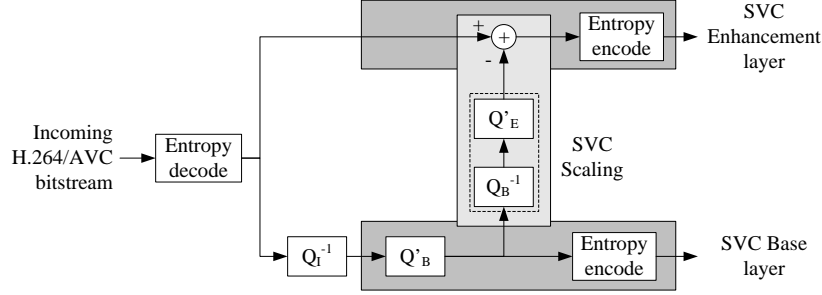 SVC
Enhancement
layer
+
+
-
Entropy
encode
Q'E
SVC
Scaling
QB-1
Incoming
H.264/AVC
bitstream
Entropy
decode
QI-1
Q'B
Entropy
encode
SVC Base
layer